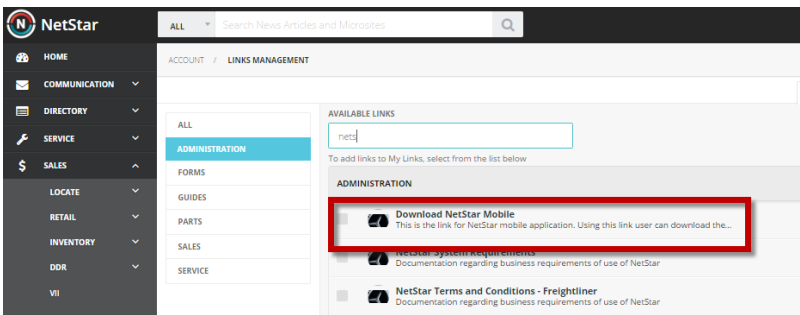 N NetStar
ALL Search News Articles and Microsites
HOME
COMMUNICATION
DIRECTORY
SERVICE
$ SALES
LOCATE
RETAIL
INVENTORY
DDR
VII
ACCOUNT / LINKS MANAGEMENT
ALL
ADMINISTRATION
FORMS
GUIDES
PARTS
SALES
SERVICE
AVAILABLE LINKS
nets
To add links to My Links, select from the list below
ADMINISTRATION
Download NetStar Mobile
This is the link for NetStar mobile application. Using this link user can download the...
NetStar System Requirements
Documentation regarding business requirements of use of NetStar
NetStar Terms and Conditions - Freightliner
Documentation regarding business requirements of use of NetStar